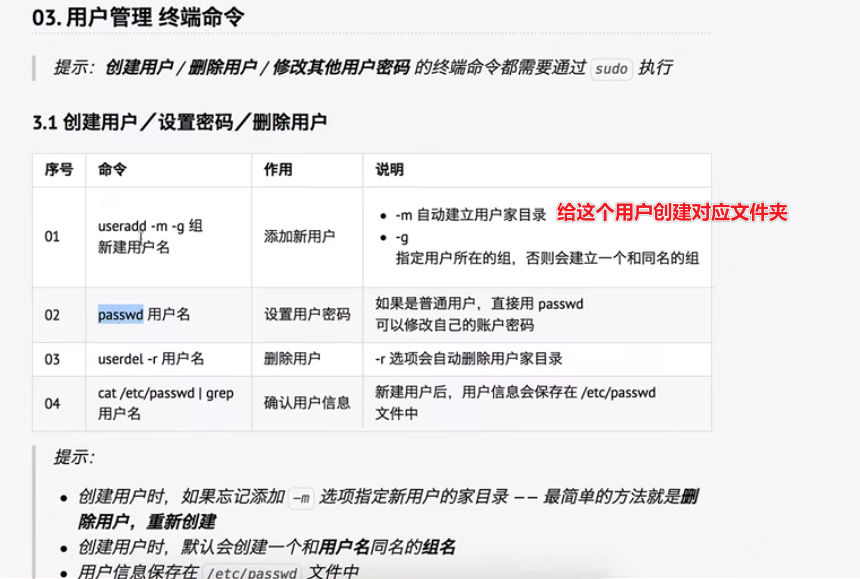 03. 用户管理 终端命令
提示：创建用户 / 删除用户 / 修改其他用户密码 的终端命令都需要通过 sudo 执行
3.1 创建用户／设置密码／删除用户
序号 命令 作用 说明
01
useradd -m -g 组
新建用户名
添加新用户
• -m 自动建立用户家目录 给这个用户创建对应文件夹
• -g
指定用户所在的组，否则会建立一个和同名的组
02
passwd 用户名
设置用户密码
如果是普通用户，直接用 passwd
可以修改自己的账户密码
03 userdel -r 用户名 删除用户 -r 选项会自动删除用户家目录
04
cat /etc/passwd | grep
用户名
确认用户信息
新建用户后，用户信息会保存在 /etc/passwd
文件中
提示：
• 创建用户时，如果忘记添加 -m 选项指定新用户的家目录 —— 最简单的方法就是删
除用户，重新创建
• 创建用户时，默认会创建一个和用户名同名的组名
• 用户信息保存在 /etc/passwd 文件中